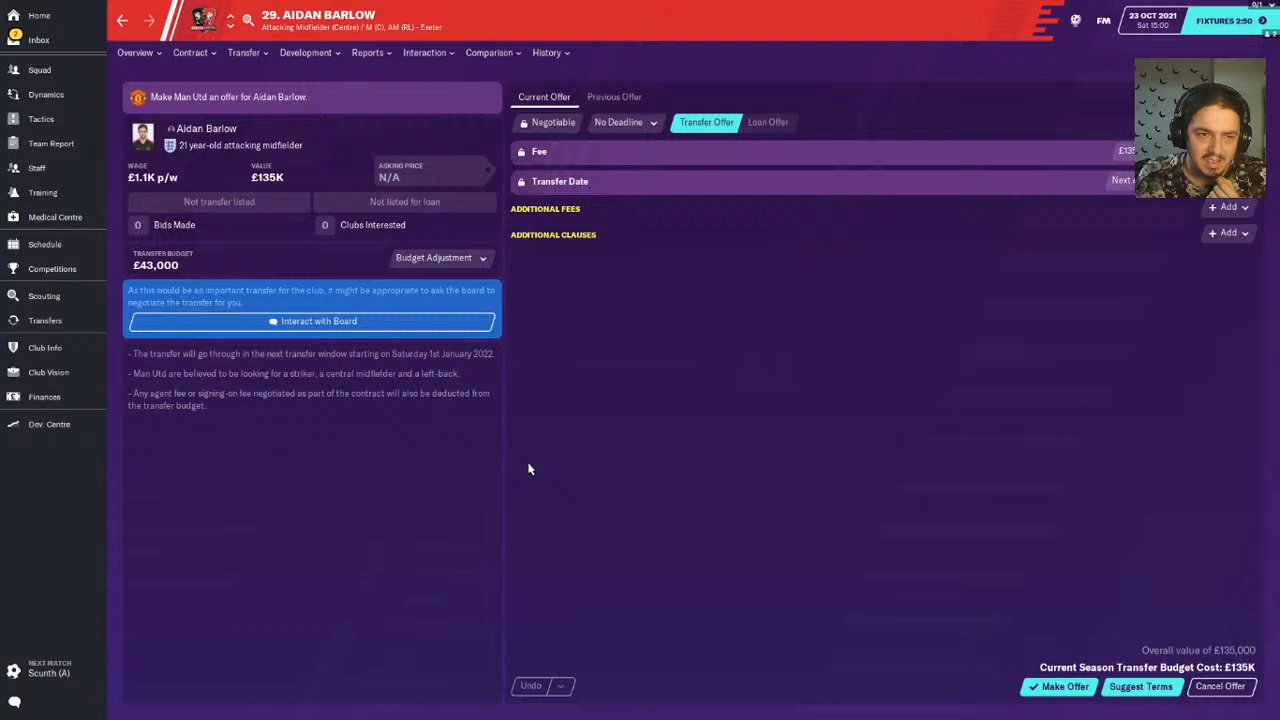 Home
2
Inbox
Squad
Dynamics
Tactics
Team Report
Staff
Training
Medical Centre
Schedule
Competitions
Scouting
Transfers
Club Info
Club Vision
Finances
Dev. Centre
NEXT MATCH
Scunth (A)
29. AIDAN BARLOW
Attacking Midfielder (Centre) / M (C), AM (RL) - Exeter
FM
23 OCT 2021
Sat 15:00
0/1
FIXTURES 2:50
2
Overview
Contract
Transfer
Development
Reports
Interaction
Comparison
History
Make Man Utd an offer for Aidan Barlow.
Aidan Barlow
21 year-old attacking midfielder
WAGE
£1.1K p/w
VALUE
£135K
ASKING PRICE
N/A
Not transfer listed
Not listed for loan
0 Bids Made
0 Clubs Interested
TRANSFER BUDGET
£43,000
Budget Adjustment
As this would be an important transfer for the club, it might be appropriate to ask the board to
negotiate the transfer for you.
Interact with Board
- The transfer will go through in the next transfer window starting on Saturday 1st January 2022.
- Man Utd are believed to be looking for a striker, a central midfielder and a left-back.
- Any agent fee or signing-on fee negotiated as part of the contract will also be deducted from
the transfer budget.
Current Offer
Previous Offer
Negotiable
No Deadline
Transfer Offer
Loan Offer
Fee
£135
Transfer Date
Next
ADDITIONAL FEES
+ Add
ADDITIONAL CLAUSES
+ Add
Overall value of £135,000
Current Season Transfer Budget Cost: £135K
Undo
Make Offer
Suggest Terms
Cancel Offer